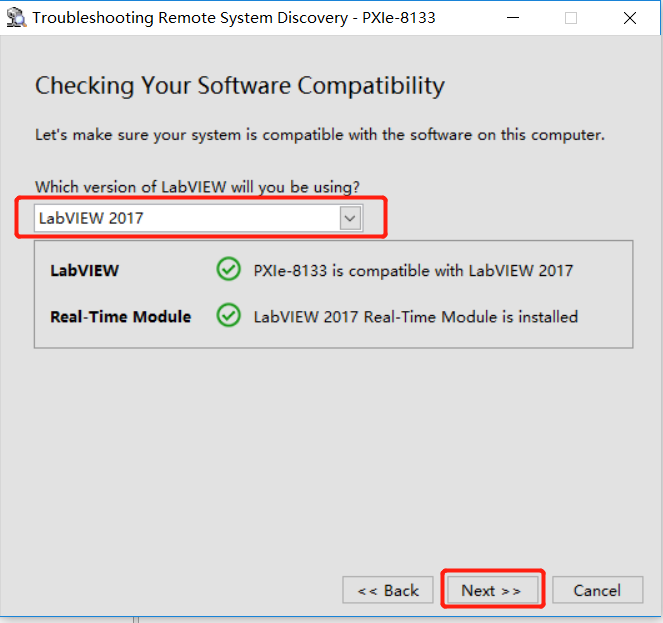 Troubleshooting Remote System Discovery - PXIe-8133
Checking Your Software Compatibility
Let's make sure your system is compatible with the software on this computer.
Which version of LabVIEW will you be using?
LabVIEW 2017
LabVIEW PXIe-8133 is compatible with LabVIEW 2017
Real-Time Module LabVIEW 2017 Real-Time Module is installed
<< Back Next >> Cancel